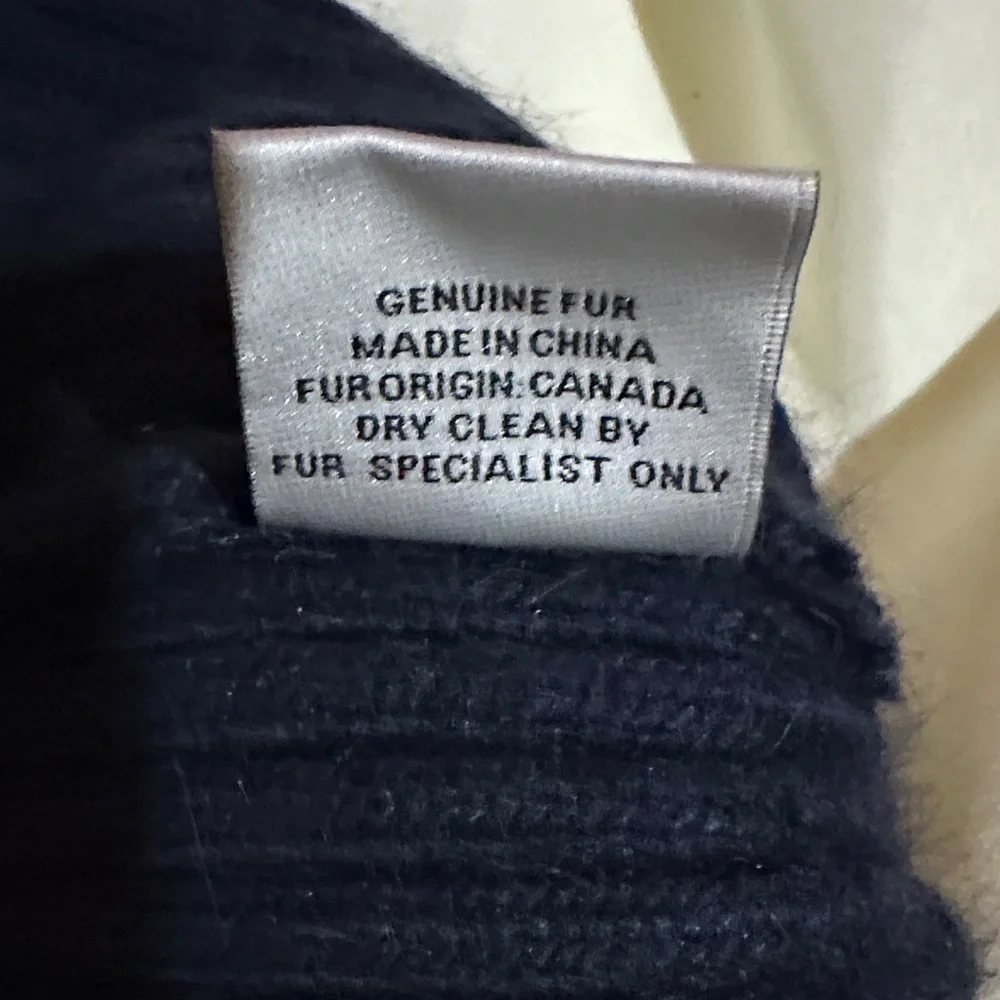 GENUINE FUR
MADE IN CHINA
FUR ORIGIN: CANADA
DRY CLEAN BY
FUR SPECIALIST ONLY